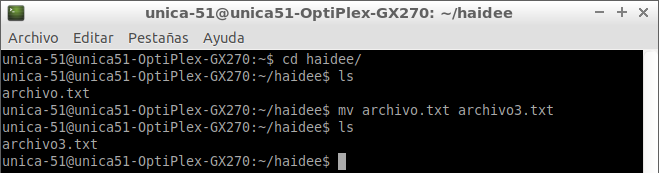 unica-51@unica51-OptiPlex-GX270: ~/haidee
Archivo Editar Pestañas Ayuda
unica-51@unica51-OptiPlex-GX270:~$ cd haidee/
unica-51@unica51-OptiPlex-GX270:~/haidee$ ls
archivo.txt
unica-51@unica51-OptiPlex-GX270:~/haidee$ mv archivo.txt archivo3.txt
unica-51@unica51-OptiPlex-GX270:~/haidee$ ls
archivo3.txt
unica-51@unica51-OptiPlex-GX270:~/haidee$